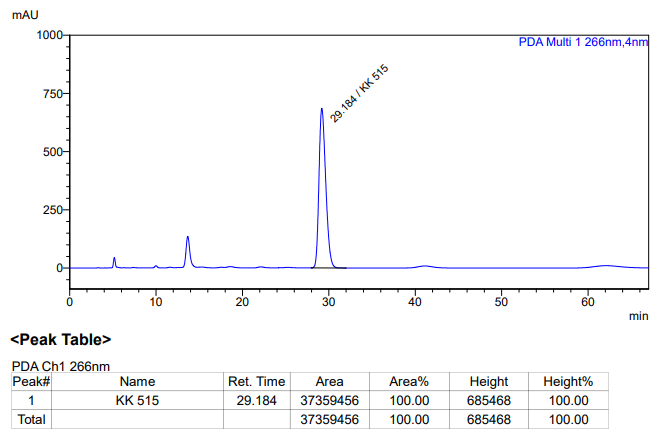 mAU
PDA Multi 1 266nm,4nm
1000
750
500
250
0
29.184 / KK 515
0 10 20 30 40 50 60
min
<Peak Table>
PDA Ch1 266nm
Peak# Name Ret. Time Area Area% Height Height%
1 KK 515 29.184 37359456 100.00 685468 100.00
Total 37359456 100.00 685468 100.00